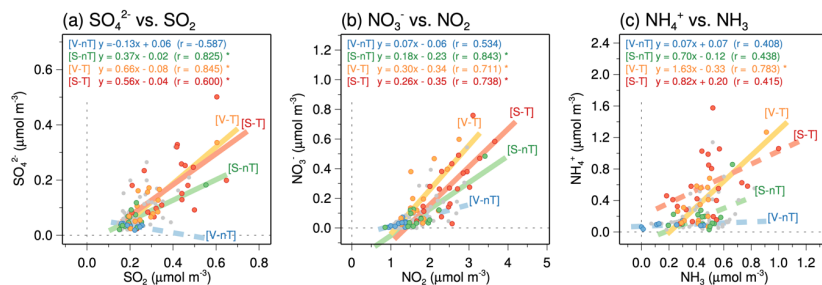 (a) SO₄²⁻ vs. SO₂
[V-nT] y =-0.13x + 0.06 (r = -0.587)
[S-nT] y = 0.37x - 0.02 (r = 0.825) *
[V-T] y = 0.66x - 0.08 (r = 0.845) *
[S-T] y = 0.56x - 0.04 (r = 0.600) *
0.6
0.4
0.2
0.0
SO₄²⁻ (μmol m⁻³)
[V-T]
[S-T]
[S-nT]
[V-nT]
0.0 0.2 0.4 0.6 0.8
SO₂ (μmol m⁻³)
(b) NO₃⁻ vs. NO₂
[V-nT] y = 0.07x - 0.06 (r = 0.534)
[S-nT] y = 0.18x - 0.23 (r = 0.843) *
[V-T] y = 0.30x - 0.34 (r = 0.711) *
[S-T] y = 0.26x - 0.35 (r = 0.738) *
1.2
1.0
0.8
0.6
0.4
0.2
0.0
NO₃⁻ (μmol m⁻³)
[V-T]
[S-T]
[S-nT]
[V-nT]
0 1 2 3 4 5
NO₂ (μmol m⁻³)
(c) NH₄⁺ vs. NH₃
[V-nT] y = 0.07x + 0.07 (r = 0.408)
[S-nT] y = 0.70x - 0.12 (r = 0.438)
[V-T] y = 1.63x - 0.33 (r = 0.783) *
[S-T] y = 0.82x + 0.20 (r = 0.415)
2.4
2.0
1.6
1.2
0.8
0.4
0.0
NH₄⁺ (μmol m⁻³)
[V-T]
[S-T]
[S-nT]
[V-nT]
0.0 0.2 0.4 0.6 0.8 1.0 1.2
NH₃ (μmol m⁻³)